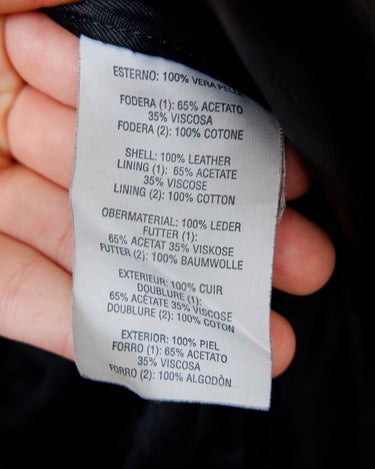 ESTERNO: 100% VERA PELLE
FODERA (1): 65% ACETATO
35% VISCOSA
FODERA (2): 100% COTONE
SHELL: 100% LEATHER
LINING (1): 65% ACETATE
35% VISCOSE
LINING (2): 100% COTTON
OBERMATERIAL: 100% LEDER
FUTTER (1):
65% ACETAT 35% VISKOSE
FUTTER (2): 100% BAUMWOLLE
EXTERIEUR: 100% CUIR
DOUBLURE (1):
65% ACÉTATE 35% VISCOSE
DOUBLURE (2): 100% COTON
EXTERIOR: 100% PIEL
FORRO (1): 65% ACETATO
35% VISCOSA
FORRO (2): 100% ALGODÒN